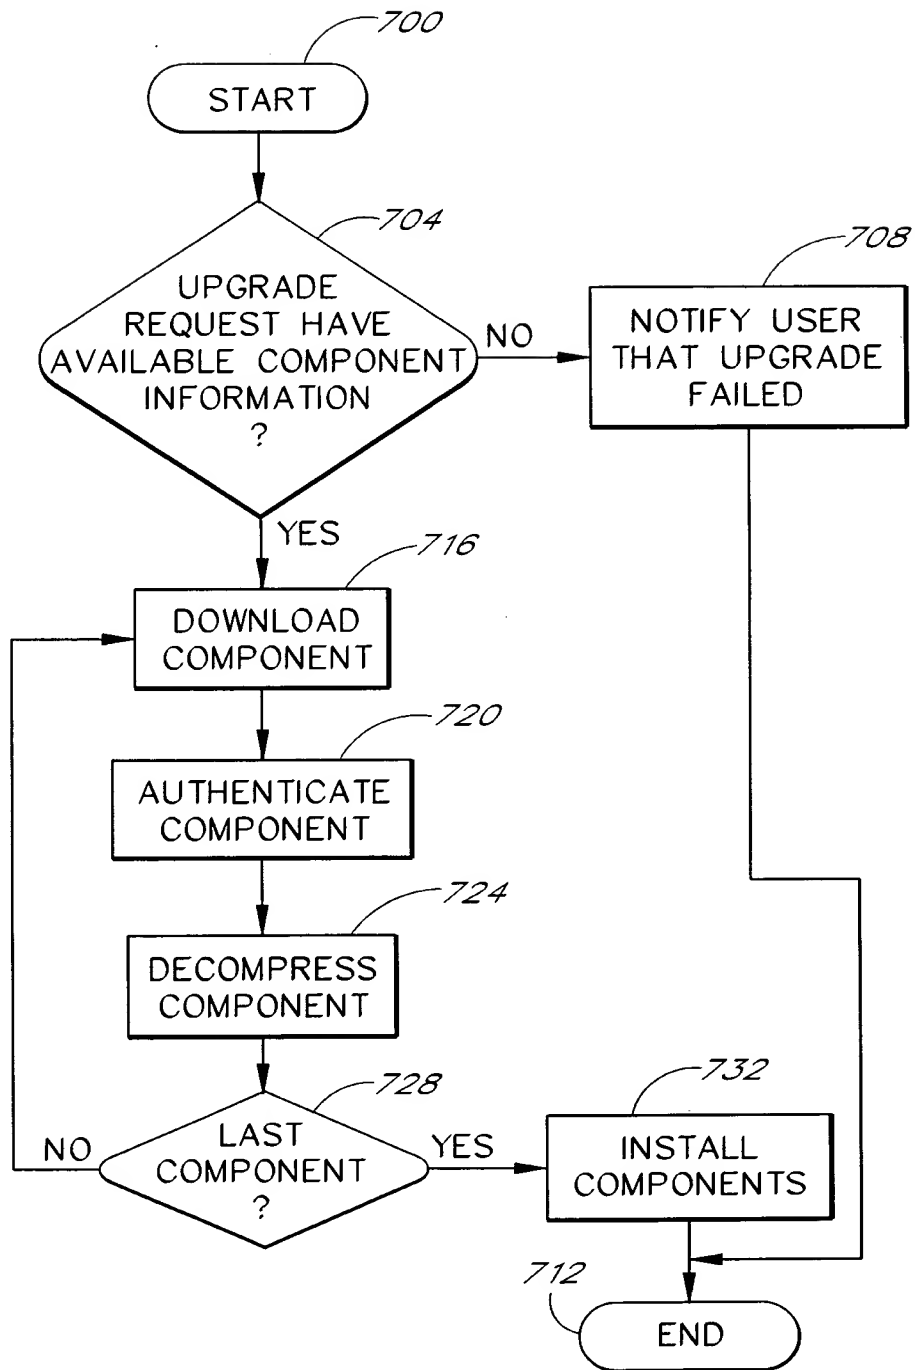 700
START
704
UPGRADE
REQUEST HAVE
AVAILABLE COMPONENT
INFORMATION
?
NO
708
NOTIFY USER
THAT UPGRADE
FAILED
YES
716
DOWNLOAD
COMPONENT
720
AUTHENTICATE
COMPONENT
724
DECOMPRESS
COMPONENT
728
LAST
COMPONENT
?
NO
YES
732
INSTALL
COMPONENTS
712
END